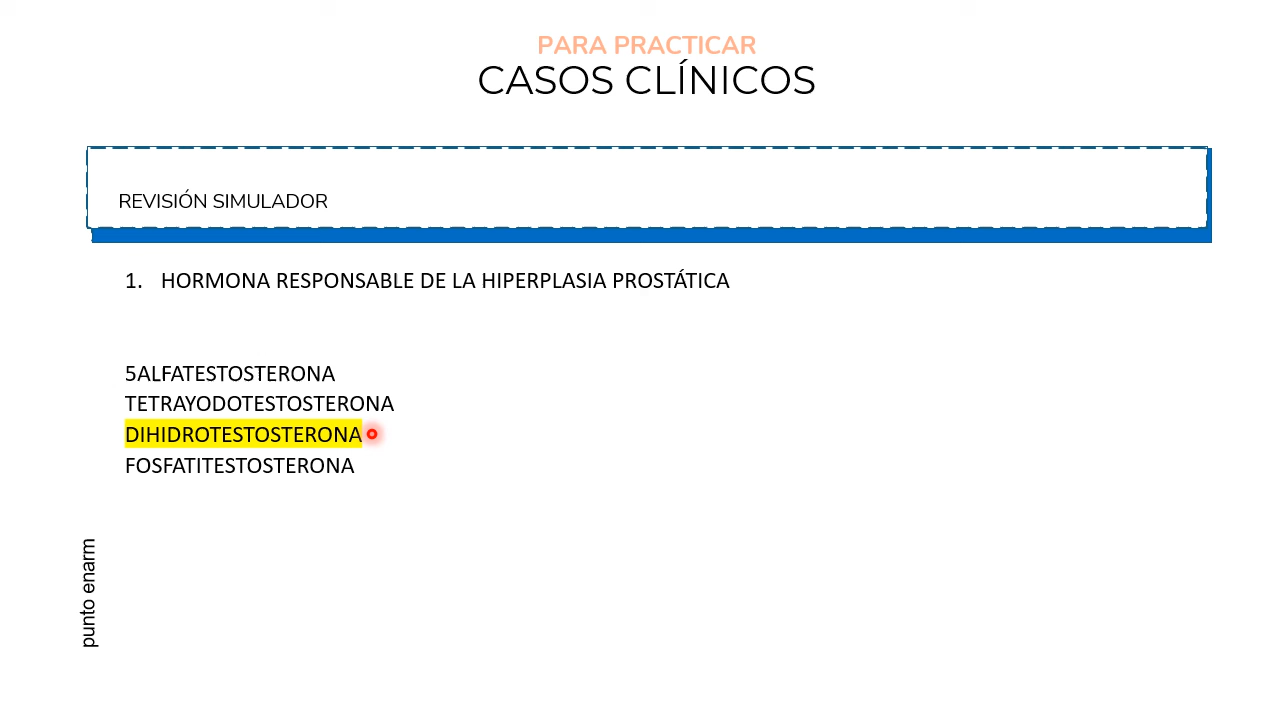 PARA PRACTICAR
CASOS CLÍNICOS
REVISIÓN SIMULADOR
1. HORMONA RESPONSABLE DE LA HIPERPLASIA PROSTÁTICA
5ALFATESTOSTERONA
TETRAYODOTESTOSTERONA
DIHIDROTESTOSTERONA
FOSFATITESTOSTERONA
punto enarm